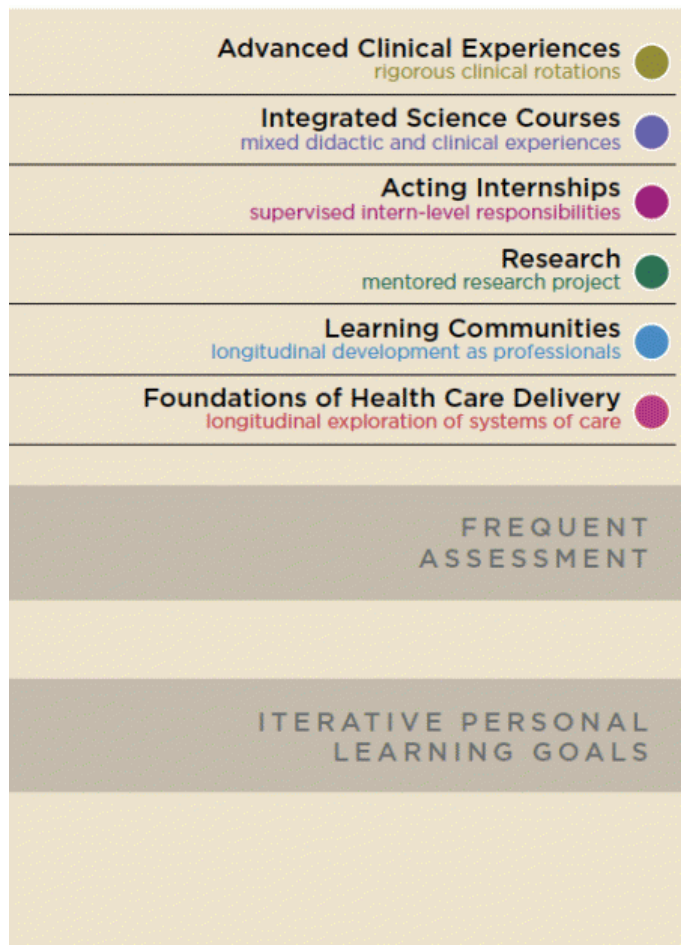 Advanced Clinical Experiences
rigorous clinical rotations
Integrated Science Courses
mixed didactic and clinical experiences
Acting Internships
supervised intern-level responsibilities
Research
mentored research project
Learning Communities
longitudinal development as professionals
Foundations of Health Care Delivery
longitudinal exploration of systems of care
FREQUENT
ASSESSMENT
ITERATIVE PERSONAL
LEARNING GOALS